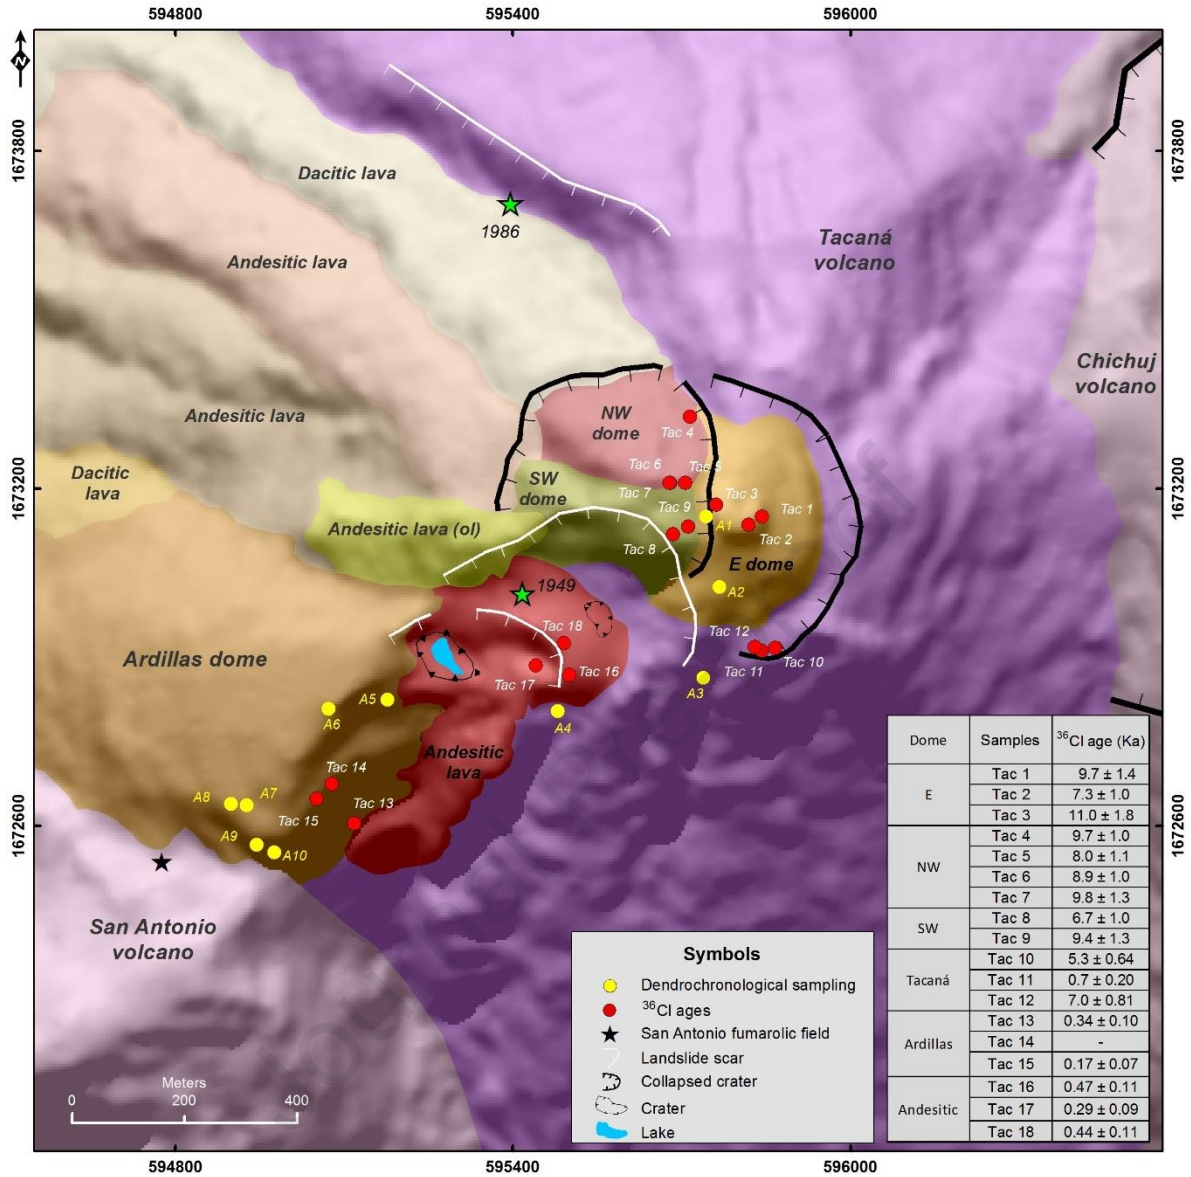 594800 595400 596000
N
1673800 1673800
Dacitic lava
1986
Tacaná
volcano
Andesitic lava
Chichuj
volcano
NW
dome
Tac 4
Andesitic lava
Tac 6 Tac 5
Dacitic
lava
SW
dome
Tac 7
1673200 1673200
Tac 3
Tac 9 A1 Tac 1
Andesitic lava (ol)
Tac 8 Tac 2
E dome
1949 A2
Tac 18 Tac 12
Ardillas dome
Tac 17 Tac 16 Tac 11 Tac 10
A5 A3
A6 A4
Andesitic
lava
Tac 14
A8 A7 Tac 13
Tac 15
1672600 1672600
A9
A10
San Antonio
volcano
Dome Samples 36Cl age (Ka)
E Tac 1 9.7 ± 1.4
Tac 2 7.3 ± 1.0
Tac 3 11.0 ± 1.8
NW Tac 4 9.7 ± 1.0
Tac 5 8.0 ± 1.1
Tac 6 8.9 ± 1.0
Tac 7 9.8 ± 1.3
SW Tac 8 6.7 ± 1.0
Tac 9 9.4 ± 1.3
Tacaná Tac 10 5.3 ± 0.64
Tac 11 0.7 ± 0.20
Tac 12 7.0 ± 0.81
Ardillas Tac 13 0.34 ± 0.10
Tac 14 -
Tac 15 0.17 ± 0.07
Andesitic Tac 16 0.47 ± 0.11
Tac 17 0.29 ± 0.09
Tac 18 0.44 ± 0.11
Symbols
Dendrochronological sampling
36Cl ages
San Antonio fumarolic field
Landslide scar
Collapsed crater
Crater
Lake
Meters
0 200 400
594800 595400 596000